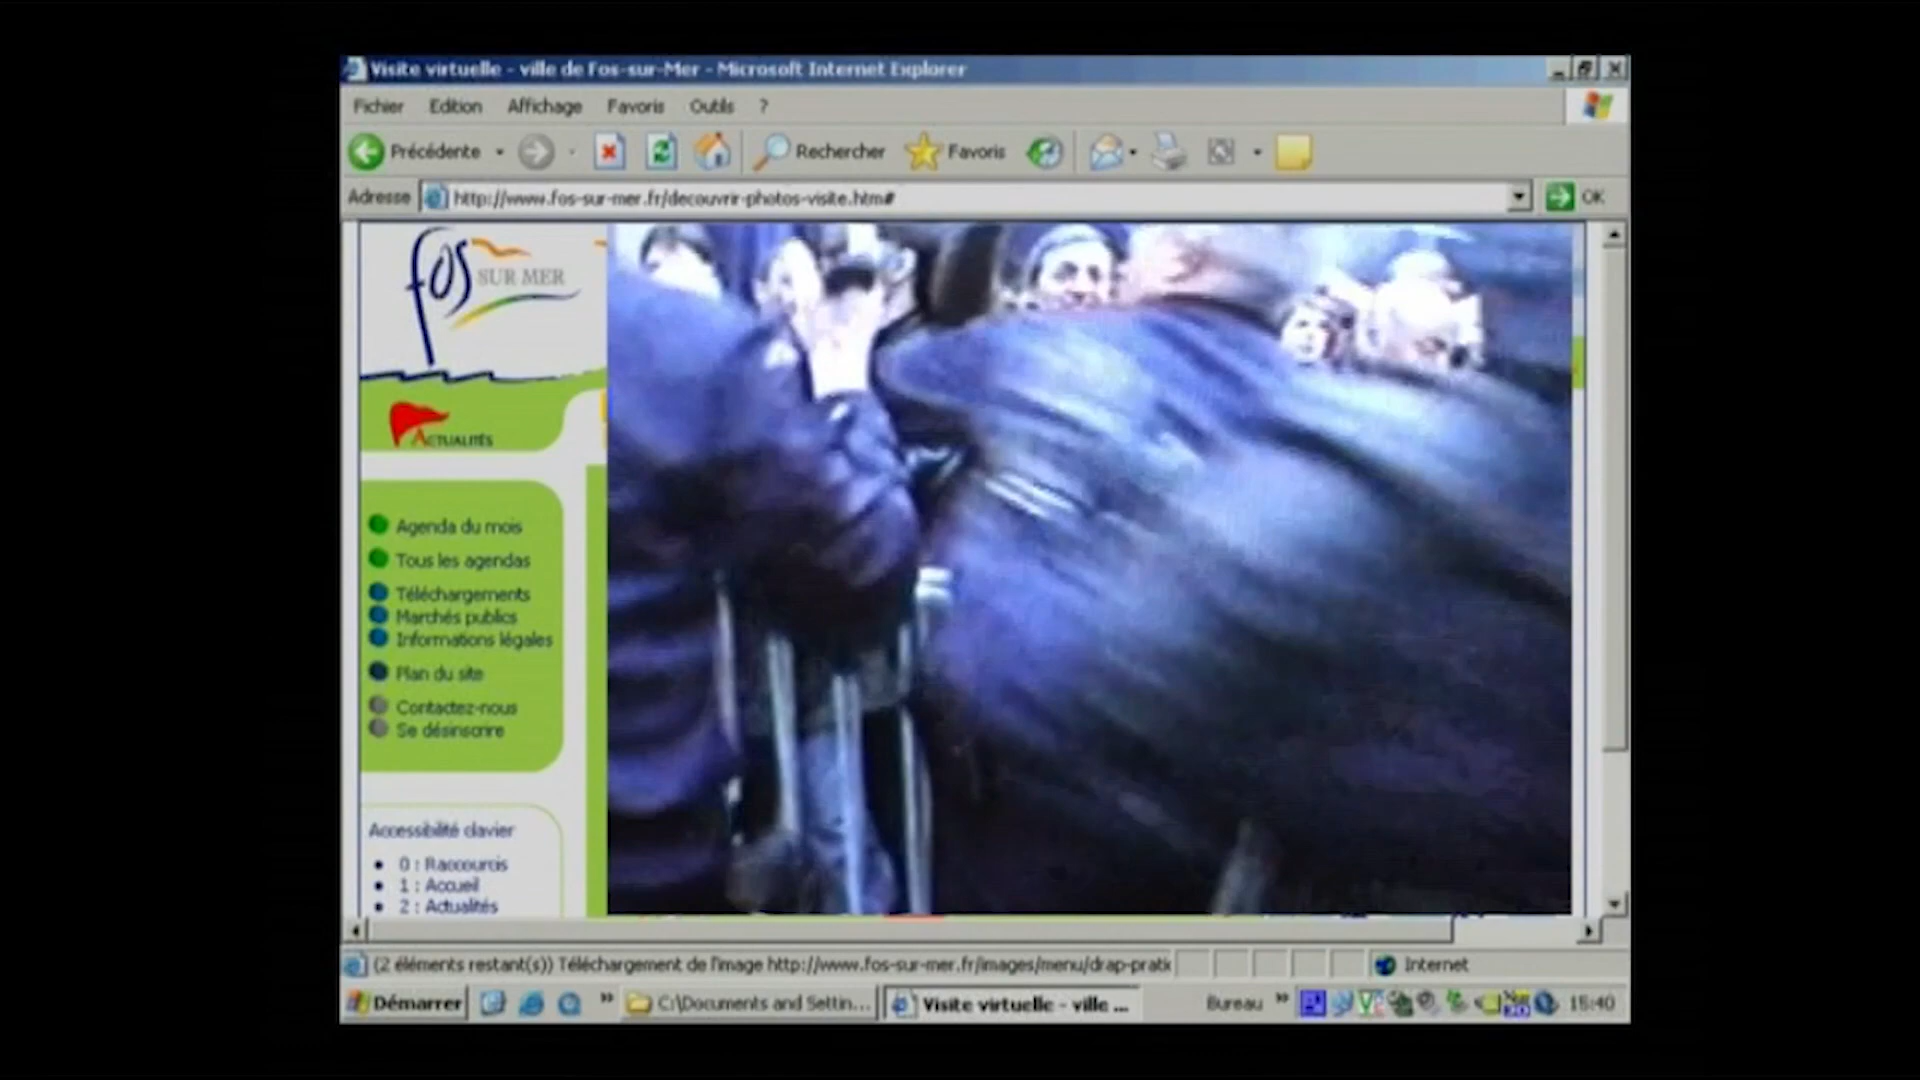 Visite virtuelle - ville de Fos-sur-Mer - Microsoft Internet Explorer
Fichier Edition Affichage Favoris Outils ?
Précédente Rechercher Favoris
Adresse http://www.fos-sur-mer.fr/decouvrir-photos-visite.htm# OK
fos SUR MER
ACTUALITÉS
Agenda du mois
Tous les agendas
Téléchargements
Marchés publics
Informations légales
Plan du site
Contactez-nous
Se désinscrire
Accessibilité clavier
0 : Raccourcis
1 : Accueil
2 : Actualités
(2 éléments restant(s)) Téléchargement de l'image http://www.fos-sur-mer.fr/images/menu/drap-prati Internet
Démarrer » C:\Documents and Settin... Visite virtuelle - ville ... Bureau » 15:40